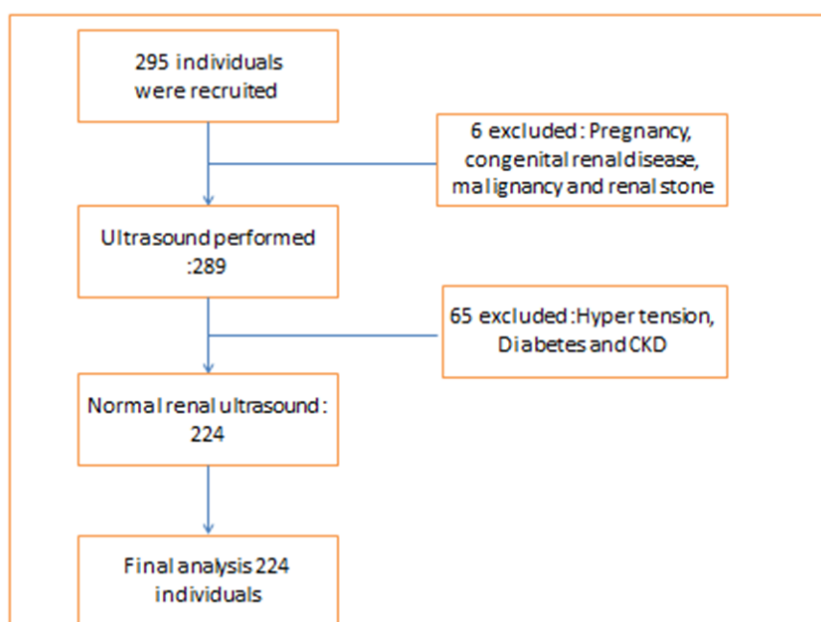 295 individuals
were recruited
6 excluded: Pregnancy,
congenital renal disease,
malignancy and renal stone
Ultrasound performed
:289
65 excluded:Hyper tension,
Diabetes and CKD
Normal renal ultrasound:
224
Final analysis 224
individuals